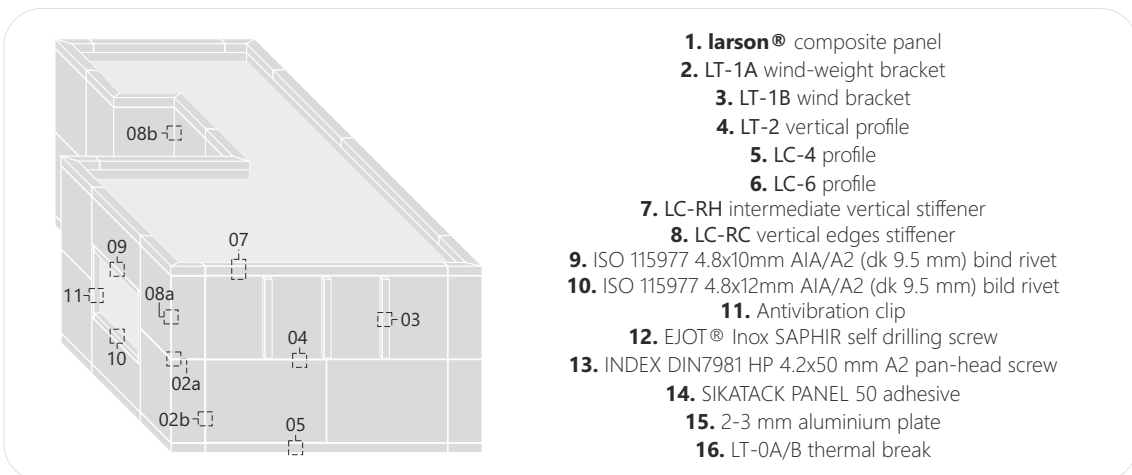 08b
09
07
11
08a
03
04
10
02a
02b
05
1. larson® composite panel
2. LT-1A wind-weight bracket
3. LT-1B wind bracket
4. LT-2 vertical profile
5. LC-4 profile
6. LC-6 profile
7. LC-RH intermediate vertical stiffener
8. LC-RC vertical edges stiffener
9. ISO 115977 4.8x10mm AIA/A2 (dk 9.5 mm) bind rivet
10. ISO 115977 4.8x12mm AIA/A2 (dk 9.5 mm) bild rivet
11. Antivibration clip
12. EJOT® Inox SAPHIR self drilling screw
13. INDEX DIN7981 HP 4.2x50 mm A2 pan-head screw
14. SIKATACK PANEL 50 adhesive
15. 2-3 mm aluminium plate
16. LT-0A/B thermal break